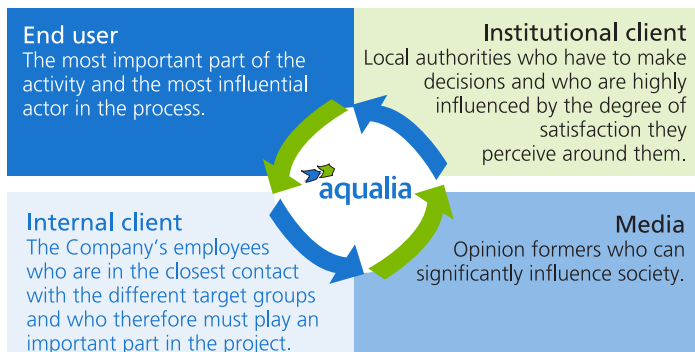 End user
The most important part of the
activity and the most influential
actor in the process.
Institutional client
Local authorities who have to make
decisions and who are highly
influenced by the degree of
satisfaction they
perceive around them.
aqualia
Internal client
The Company's employees
who are in the closest contact
with the different target groups
and who therefore must play an
important part in the project.
Media
Opinion formers who can
significantly influence society.